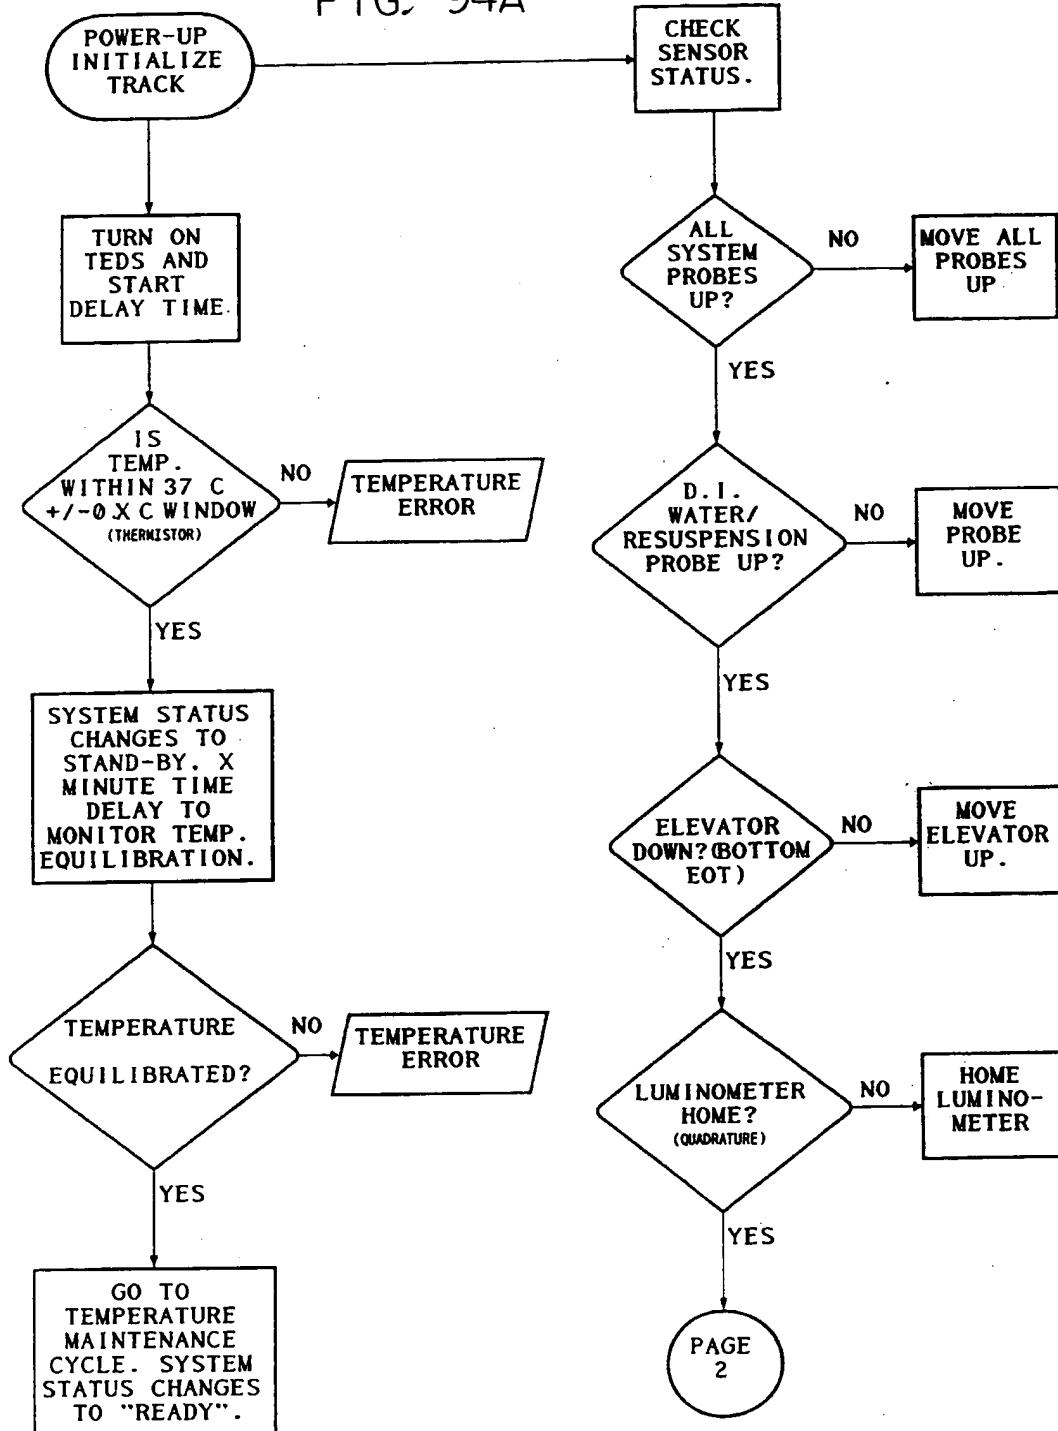 FIG. 94A
POWER-UP
INITIALIZE
TRACK
TURN ON
TEDS AND
START
DELAY TIME.
IS
TEMP.
WITHIN 37 C
+/-0.X C WINDOW
(THERMISTOR)
NO
TEMPERATURE
ERROR
YES
SYSTEM STATUS
CHANGES TO
STAND-BY. X
MINUTE TIME
DELAY TO
MONITOR TEMP.
EQUILIBRATION.
TEMPERATURE
EQUILIBRATED?
NO
TEMPERATURE
ERROR
YES
GO TO
TEMPERATURE
MAINTENANCE
CYCLE. SYSTEM
STATUS CHANGES
TO "READY".
CHECK
SENSOR
STATUS.
ALL
SYSTEM
PROBES
UP?
NO
MOVE ALL
PROBES
UP
YES
D.I.
WATER/
RESUSPENSION
PROBE UP?
NO
MOVE
PROBE
UP.
YES
ELEVATOR
DOWN?(BOTTOM
EOT)
NO
MOVE
ELEVATOR
UP.
YES
LUMINOMETER
HOME?
(QUADRATURE)
NO
HOME
LUMINO-
METER
YES
PAGE
2